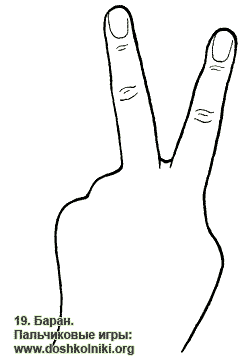 19. Баран.
Пальчиковые игры:
www.doshkolniki.org